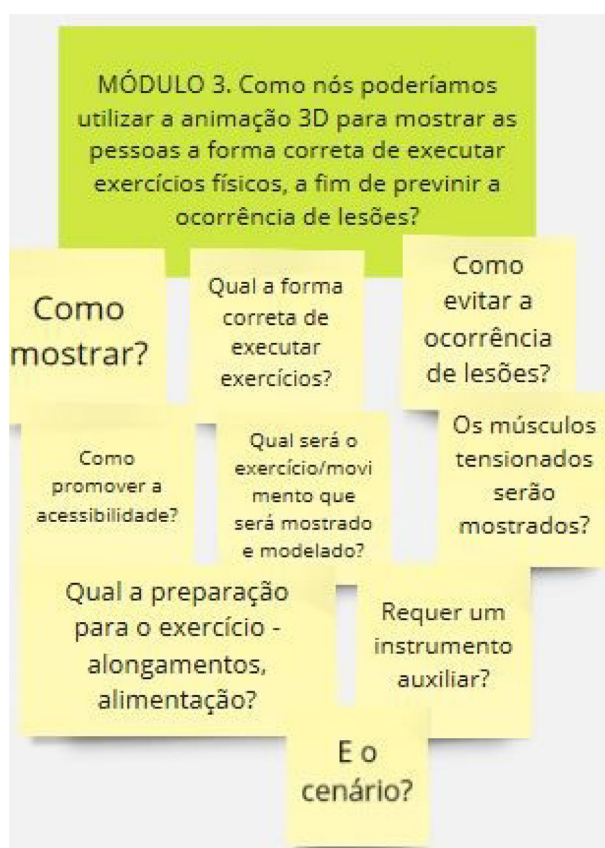 MÓDULO 3. Como nós poderíamos
utilizar a animação 3D para mostrar as
pessoas a forma correta de executar
exercícios físicos, a fim de previnir a
ocorrência de lesões?
Como
mostrar?
Qual a forma
correta de
executar
exercícios?
Como
evitar a
ocorrência
de lesões?
Como
promover a
acessibilidade?
Qual será o
exercício/movi
mento que
será mostrado
e modelado?
Os músculos
tensionados
serão
mostrados?
Qual a preparação
para o exercício -
alongamentos,
alimentação?
Requer um
instrumento
auxiliar?
E o
cenário?